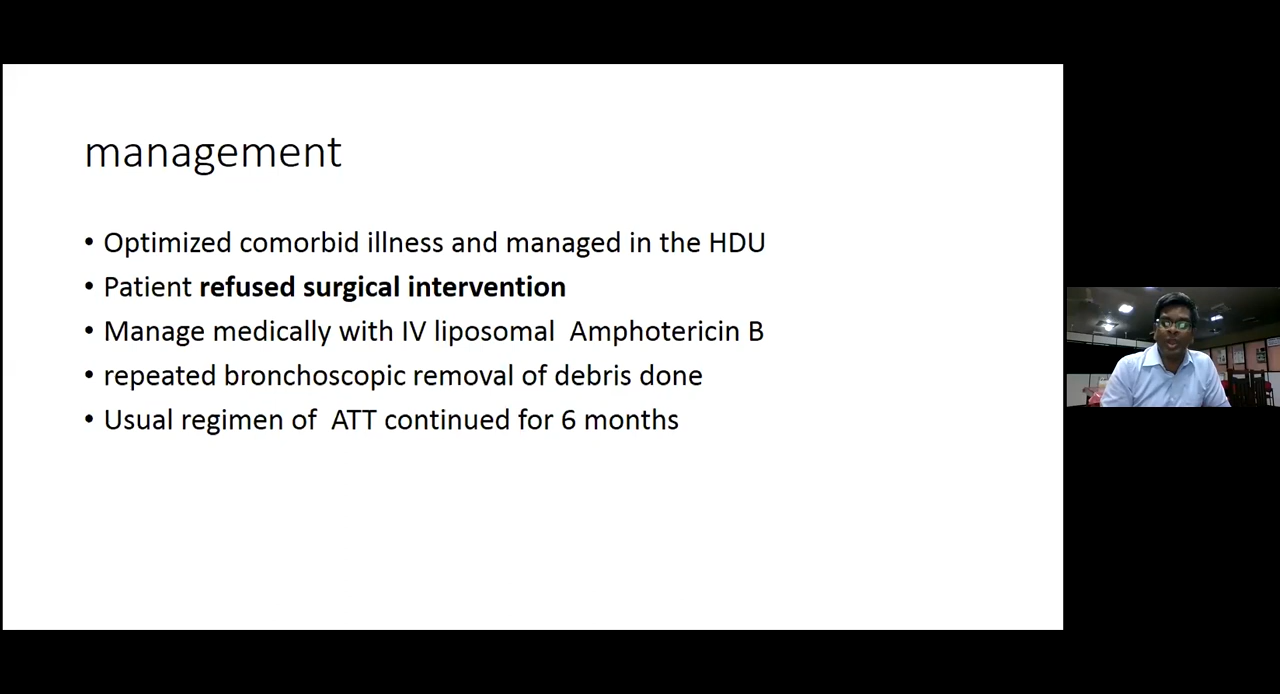 management
• Optimized comorbid illness and managed in the HDU
• Patient refused surgical intervention
• Manage medically with IV liposomal  Amphotericin B
• repeated bronchoscopic removal of debris done
• Usual regimen of  ATT continued for 6 months